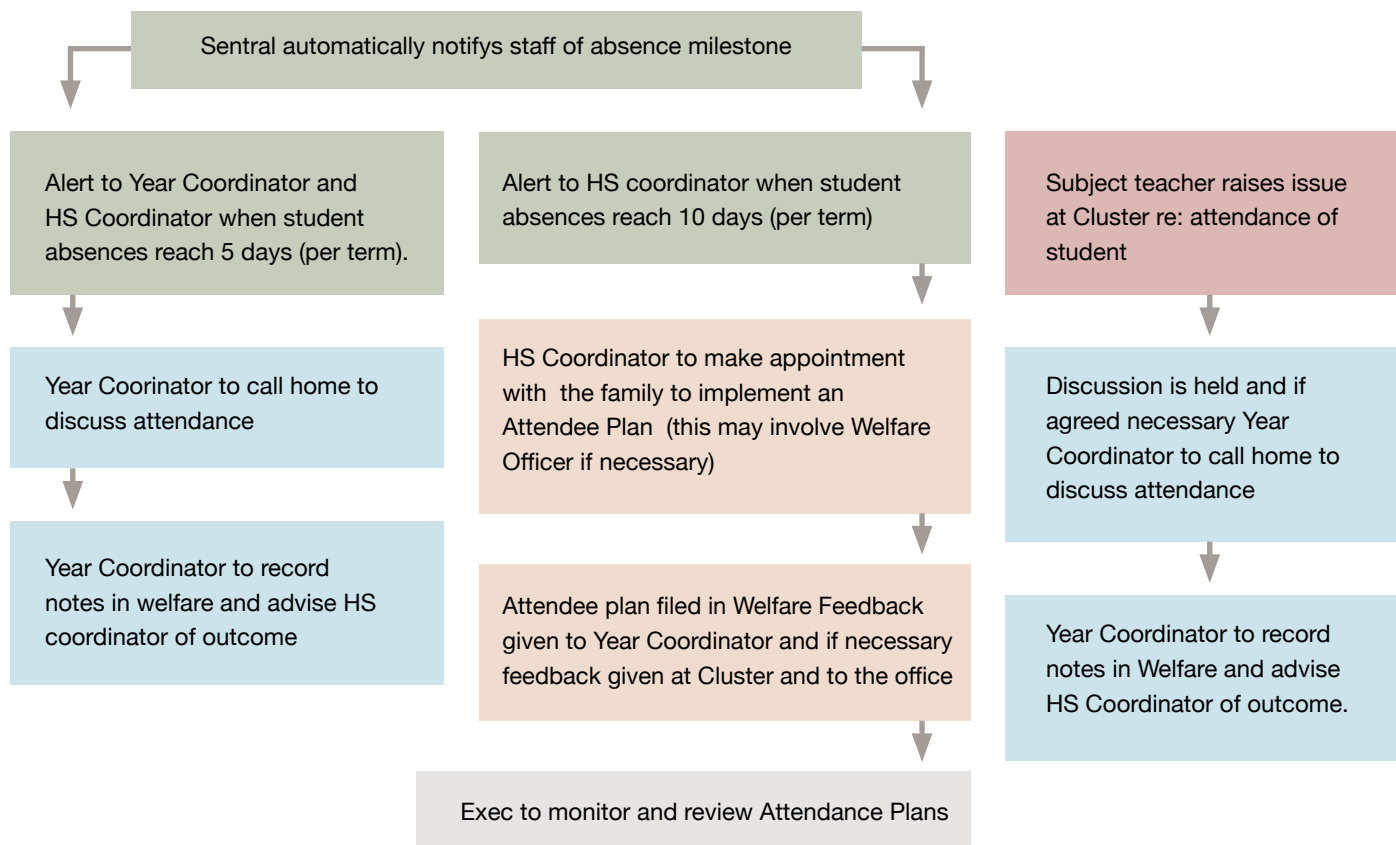 Sentral automatically notifys staff of absence milestone
Alert to Year Coordinator and
HS Coordinator when student
absences reach 5 days (per term).
Year Coorinator to call home to
discuss attendance
Year Coordinator to record
notes in welfare and advise HS
coordinator of outcome
Alert to HS coordinator when student
absences reach 10 days (per term)
HS Coordinator to make appointment
with  the family to implement an
Attendee Plan  (this may involve Welfare
Officer if necessary)
Attendee plan filed in Welfare Feedback
given to Year Coordinator and if necessary
feedback given at Cluster and to the office
Exec to monitor and review Attendance Plans
Subject teacher raises issue
at Cluster re: attendance of
student
Discussion is held and if
agreed necessary Year
Coordinator to call home to
discuss attendance
Year Coordinator to record
notes in Welfare and advise
HS Coordinator of outcome.